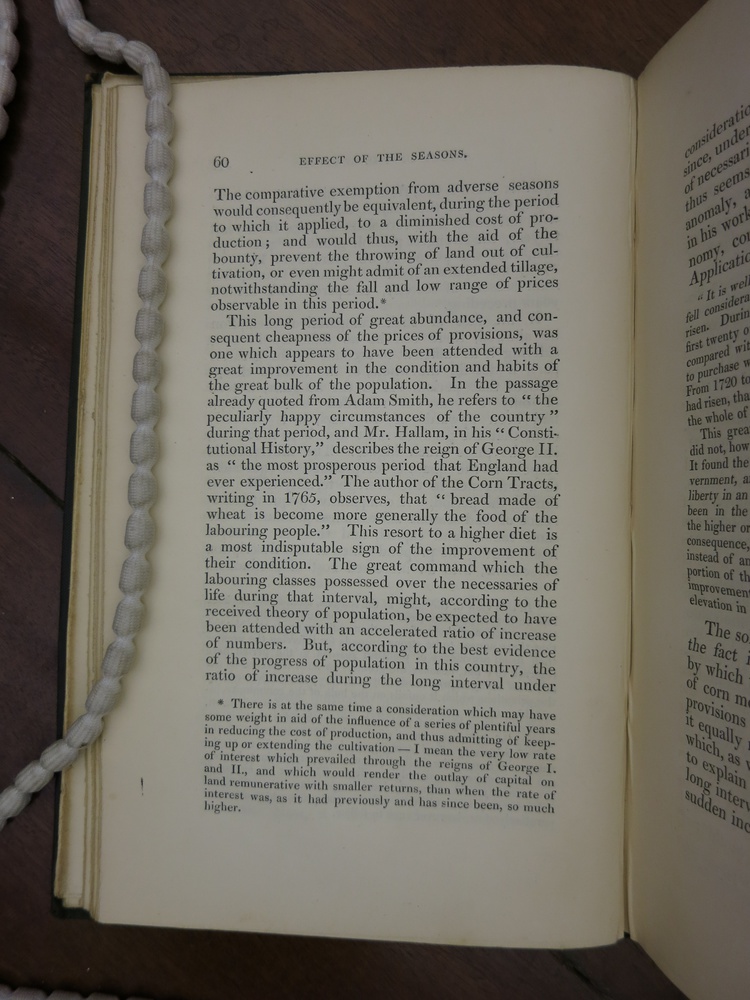 60 EFFECT OF THE SEASONS.
The comparative exemption from adverse seasons
would consequently be equivalent, during the period
to which it applied, to a diminished cost of pro-
duction; and would thus, with the aid of the
bounty, prevent the throwing of land out of cul-
tivation, or even might admit of an extended tillage,
notwithstanding the fall and low range of prices
observable in this period.*
This long period of great abundance, and con-
sequent cheapness of the prices of provisions, was
one which appears to have been attended with a
great improvement in the condition and habits of
the great bulk of the population. In the passage
already quoted from Adam Smith, he refers to “ the
peculiarly happy circumstances of the country ”
during that period, and Mr. Hallam, in his “ Consti-
tutional History,” describes the reign of George II.
as “ the most prosperous period that England had
ever experienced.” The author of the Corn Tracts,
writing in 1765, observes, that “ bread made of
wheat is become more generally the food of the
labouring people.” This resort to a higher diet is
a most indisputable sign of the improvement of
their condition. The great command which the
labouring classes possessed over the necessaries of
life during that interval, might, according to the
received theory of population, be expected to have
been attended with an accelerated ratio of increase
of numbers. But, according to the best evidence
of the progress of population in this country, the
ratio of increase during the long interval under
* There is at the same time a consideration which may have
some weight in aid of the influence of a series of plentiful years
in reducing the cost of production, and thus admitting of keep-
ing up or extending the cultivation — I mean the very low rate
of interest which prevailed through the reigns of George I.
and II., and which would render the outlay of capital on
land remunerative with smaller returns, than when the rate of
interest was, as it had previously and has since been, so much
higher.
since, under
of necessari
thus seems
anomaly, a
in his work
nomy, cou
Applicatio
“ It is well
fell considera
risen. Durin
first twenty o
compared wit
to purchase w
From 1720 to
had risen, tha
the whole of
This grea
did not, how
It found the
vernment, a
liberty in an
been in the
the higher or
consequence,
instead of an
portion of th
improvement
elevation in
The so
the fact i
by which
of corn m
provisions
it equally
which, as
to explain
long inter
sudden inc